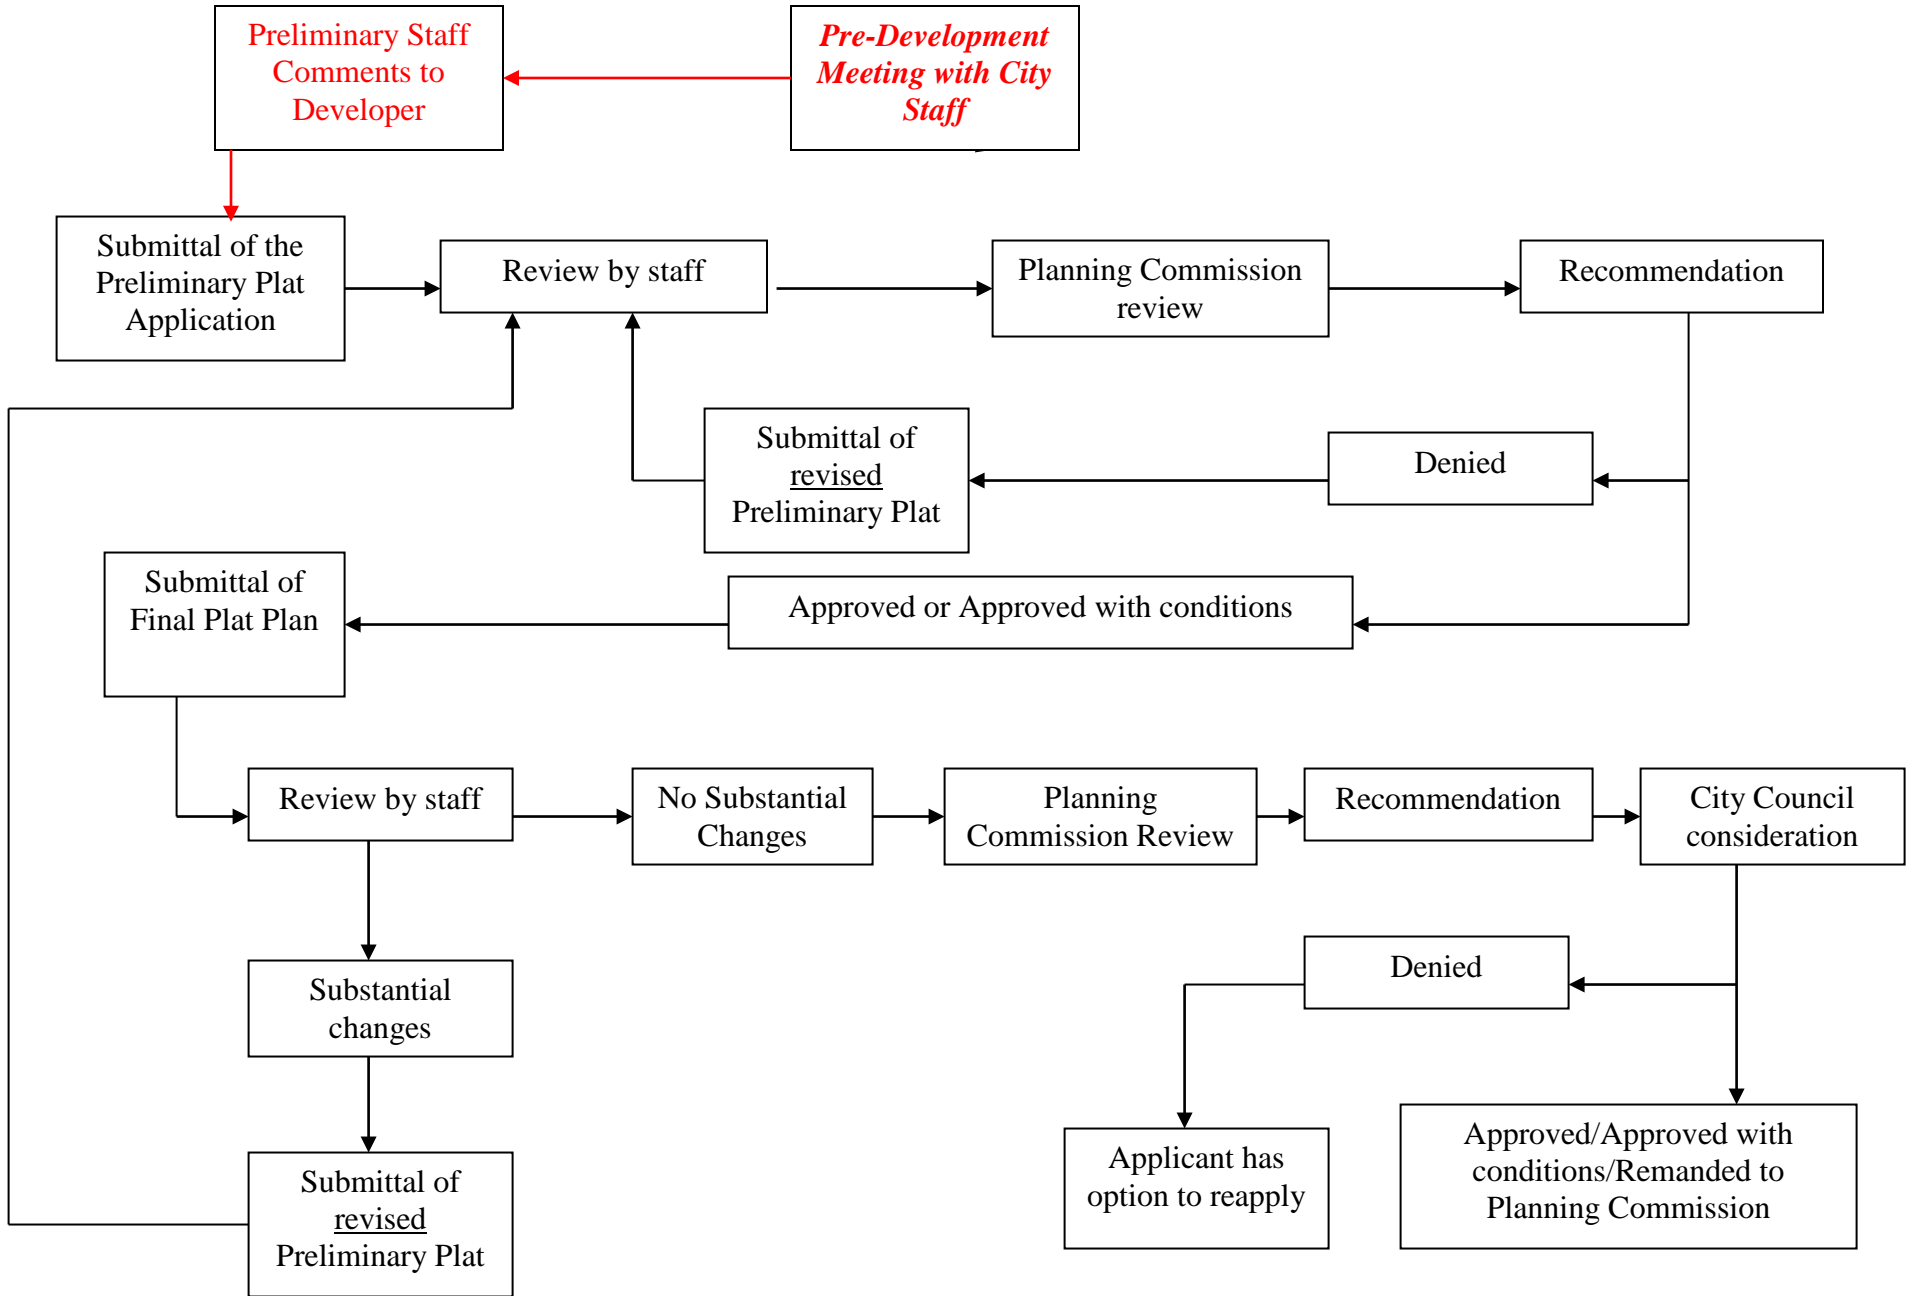 Preliminary Staff
Comments to
Developer
Pre-Development
Meeting with City
Staff
Submittal of the
Preliminary Plat
Application
Review by staff
Planning Commission
review
Recommendation
Submittal of
revised
Preliminary Plat
Denied
Submittal of
Final Plat Plan
Approved or Approved with conditions
Review by staff
No Substantial
Changes
Planning
Commission Review
Recommendation
City Council
consideration
Substantial
changes
Denied
Submittal of
revised
Preliminary Plat
Applicant has
option to reapply
Approved/Approved with
conditions/Remanded to
Planning Commission